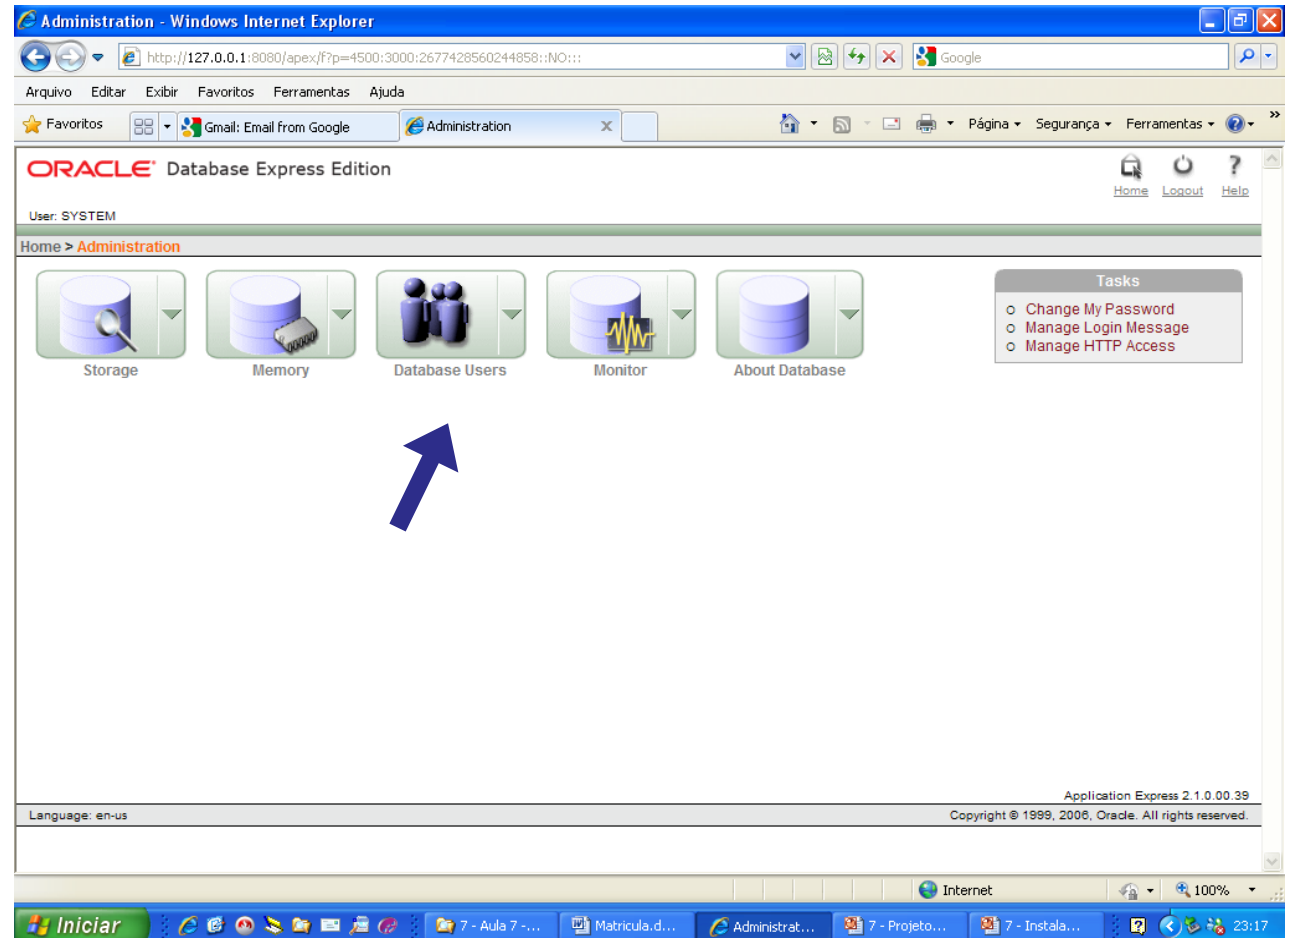 Administration - Windows Internet Explorer
http://127.0.0.1:8080/apex/f?p=4500:3000:2677428560244858::NO:::
Google
Arquivo Editar Exibir Favoritos Ferramentas Ajuda
Favoritos
Gmail: Email from Google
Administration
Página
Segurança
Ferramentas
ORACLE Database Express Edition
Home Logout Help
User: SYSTEM
Home > Administration
Storage
Memory
Database Users
Monitor
About Database
Tasks
Change My Password
Manage Login Message
Manage HTTP Access
Application Express 2.1.0.00.39
Language: en-us
Copyright © 1999, 2006, Oracle. All rights reserved.
Internet
100%
Iniciar
7 - Aula 7 -...
Matricula.d...
Administrat...
7 - Projeto...
7 - Instala...
23:17